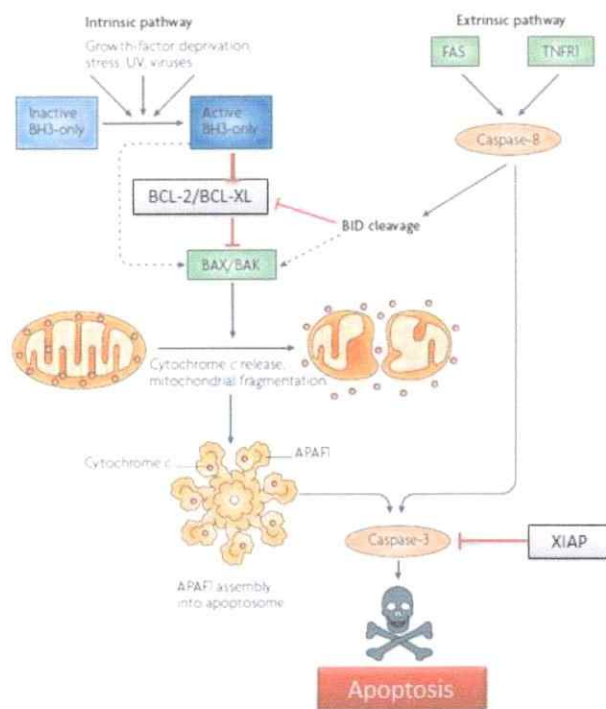 Intrinsic pathway
Growth-factor deprivation,
stress, UV, viruses
Inactive
BH3-only
Active
BH3-only
Extrinsic pathway
FAS
TNFR1
Caspase-8
BCL-2/BCL-XL
BID cleavage
BAX/BAK
Cytochrome c release,
mitochondrial fragmentation
Cytochrome c
APAF1
APAF1 assembly
into apoptosome
Caspase-3
XIAP
Apoptosis